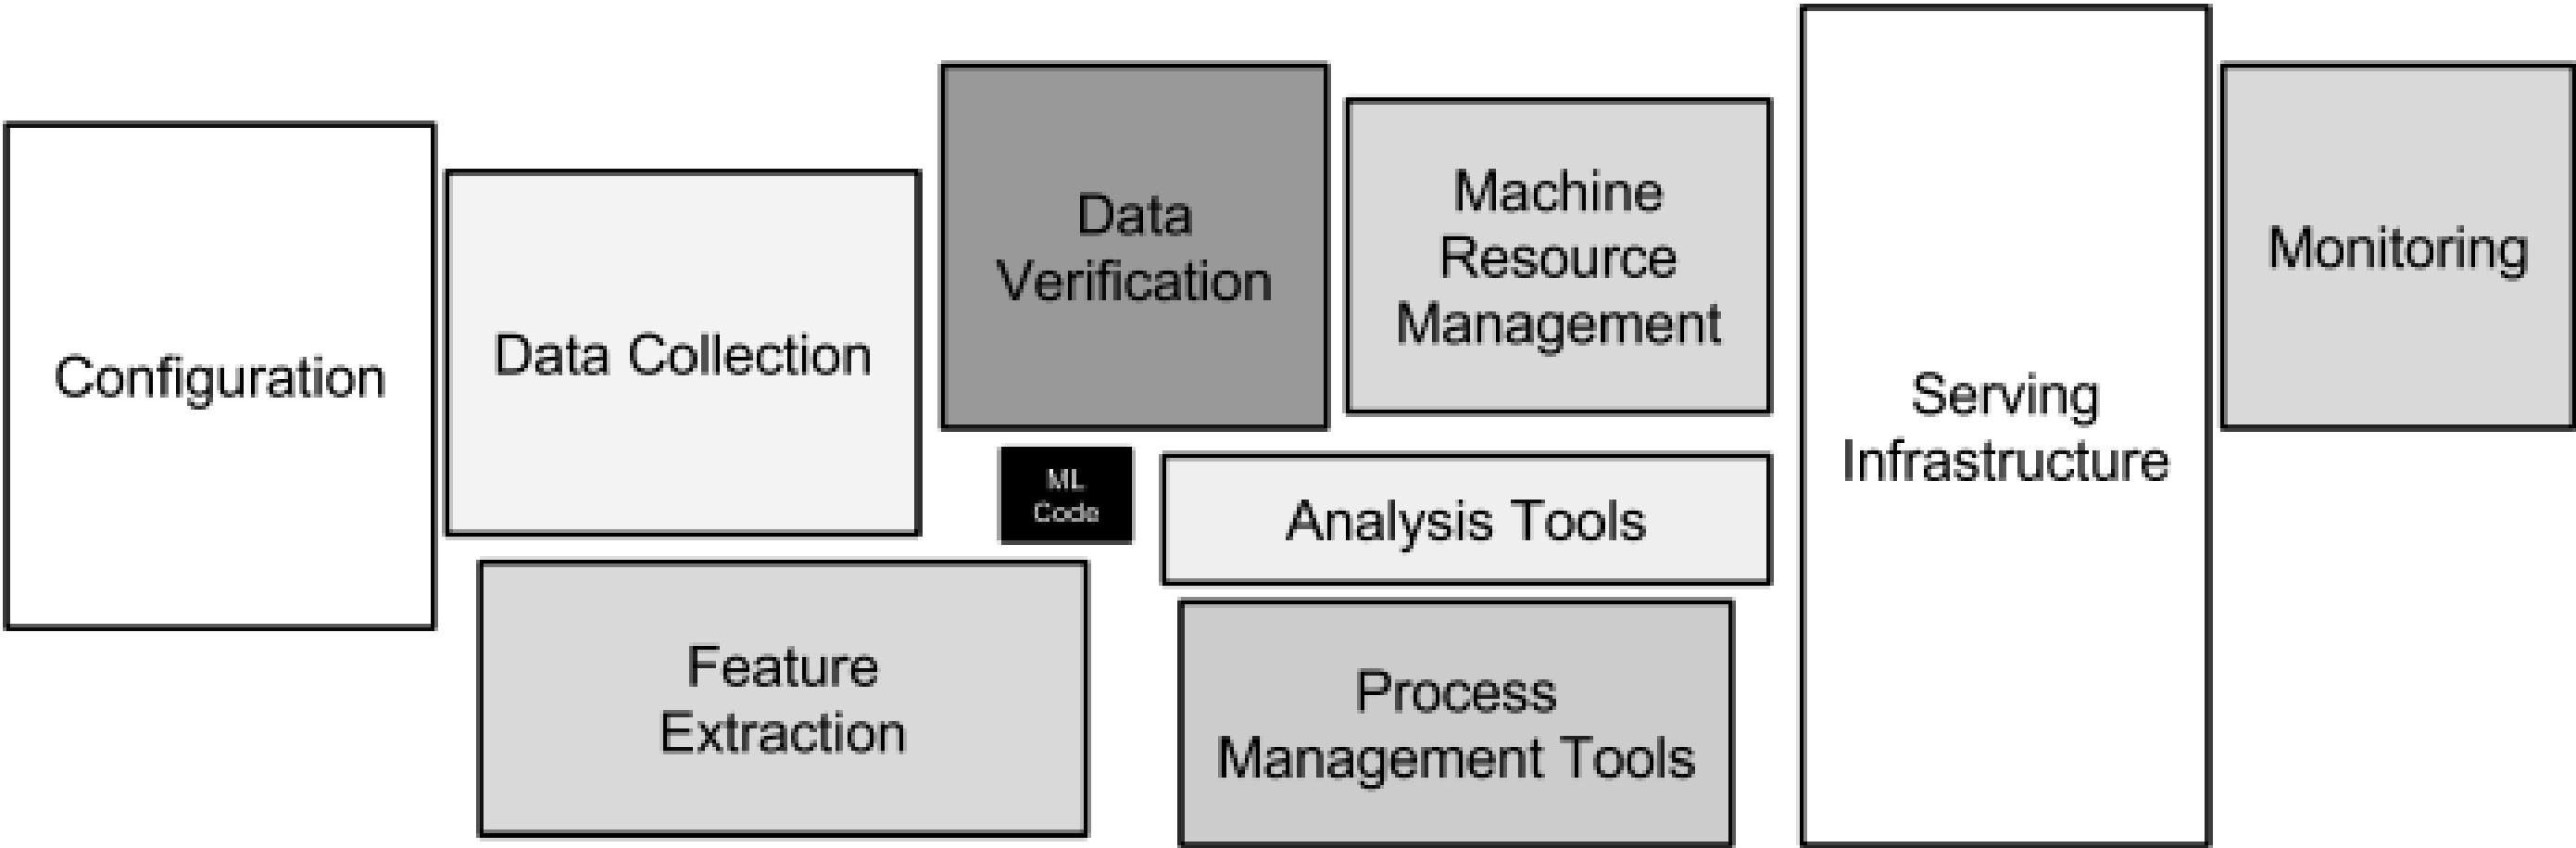 Configuration
Data Collection
Feature
Extraction
Data
Verification
ML
Code
Machine
Resource
Management
Analysis Tools
Process
Management Tools
Serving
Infrastructure
Monitoring